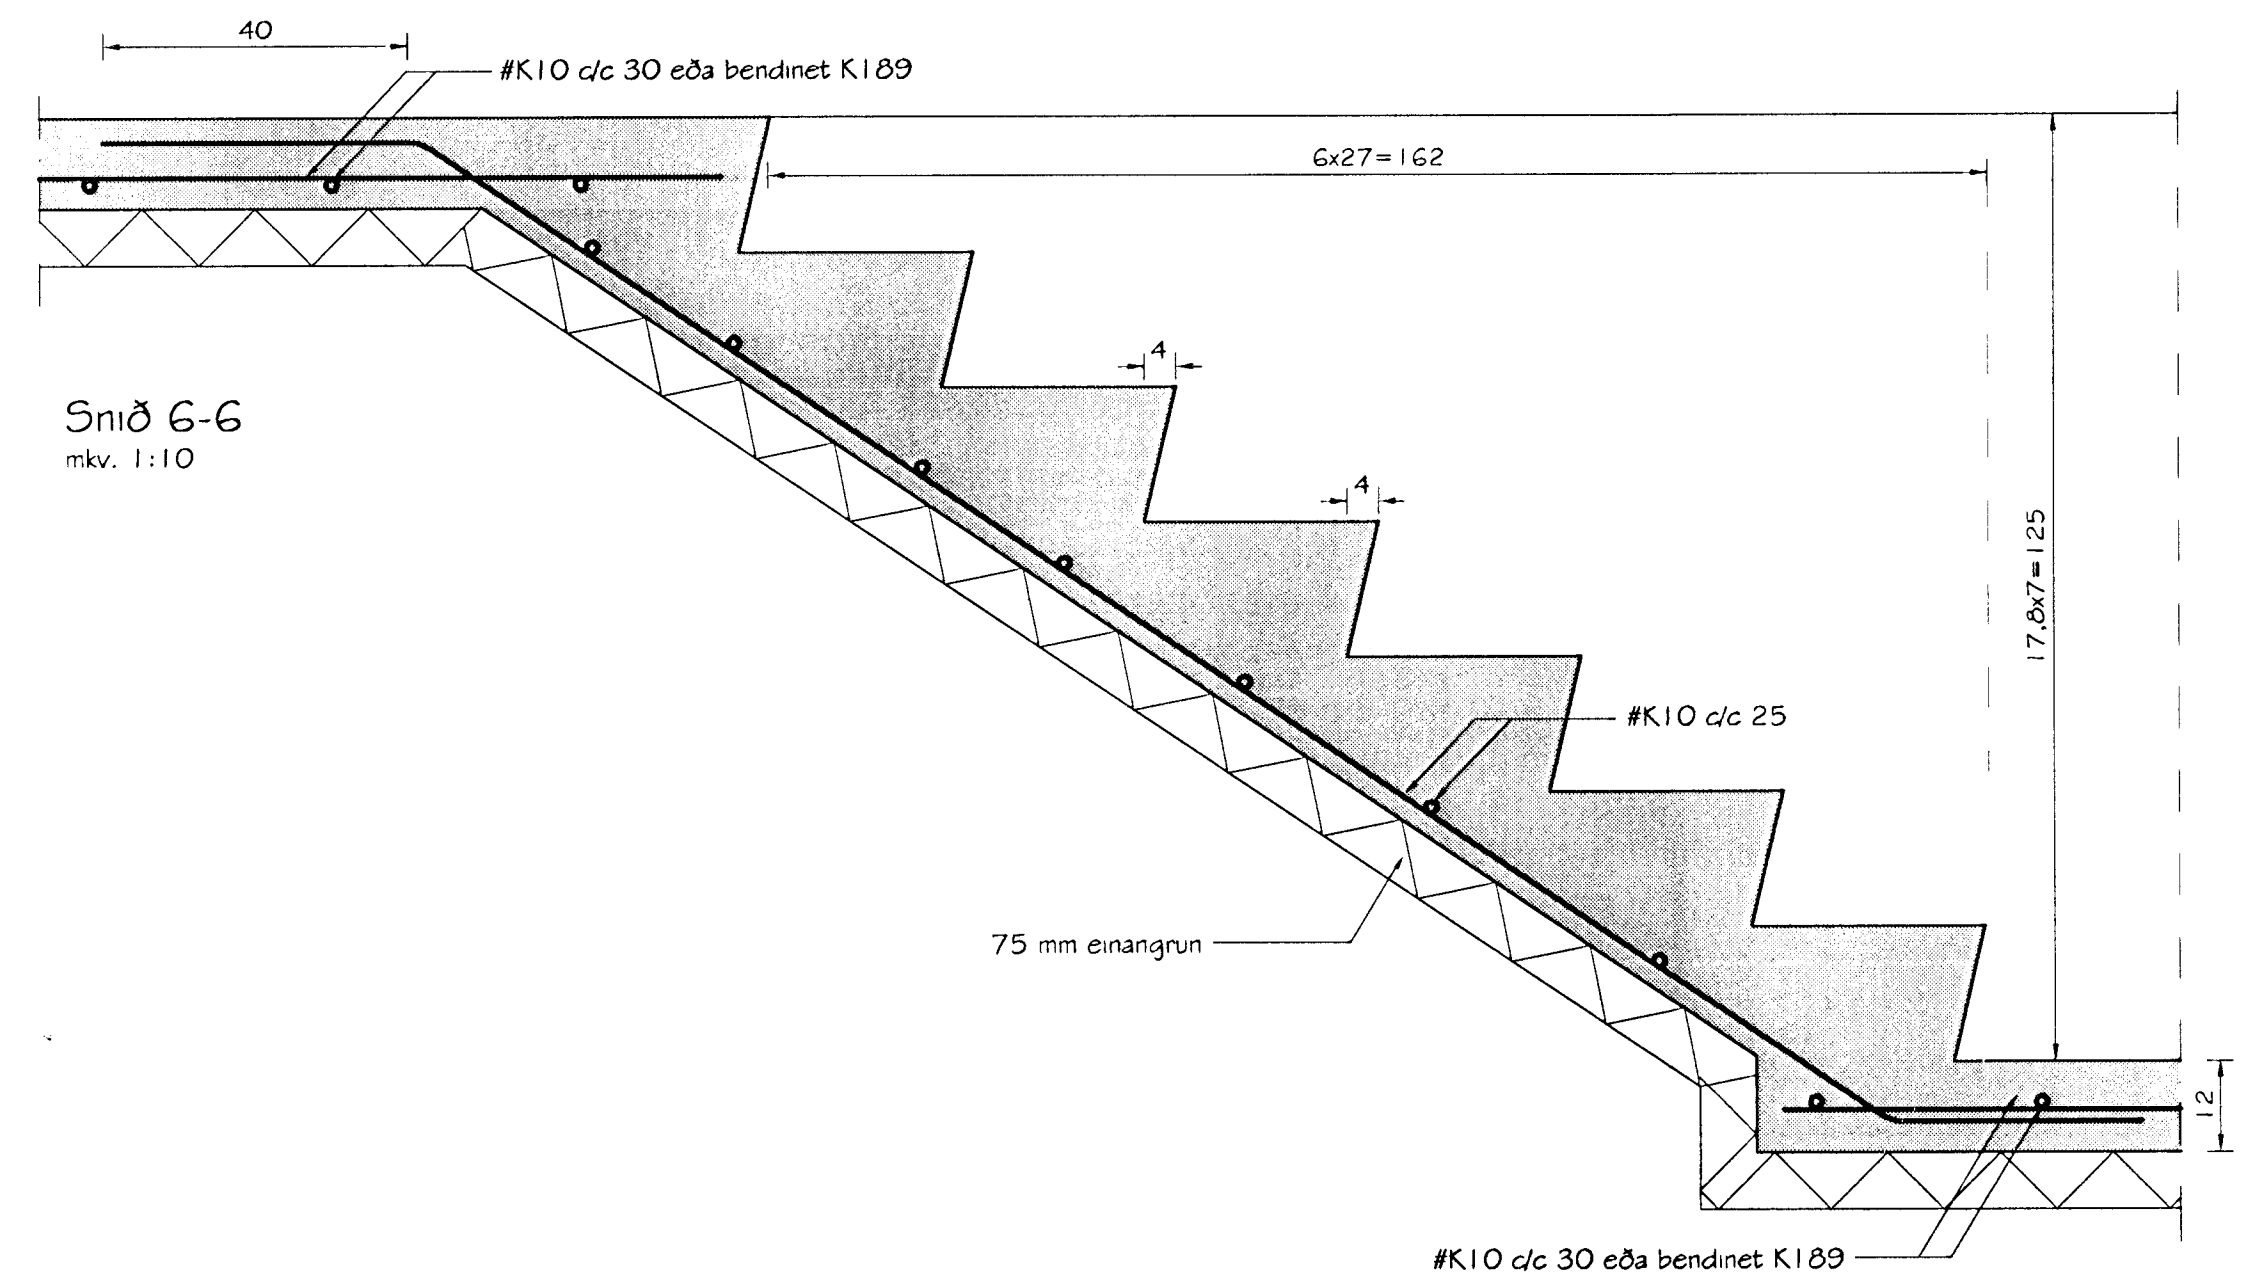 40
#K10 c/c 30 eða bendinet K189
6x27=162
4
Snið 6-6
mkv. 1:10
4
17,8x7=125
#K10 c/c 25
75 mm einangrun
12
#K10 c/c 30 eða bendinet K189